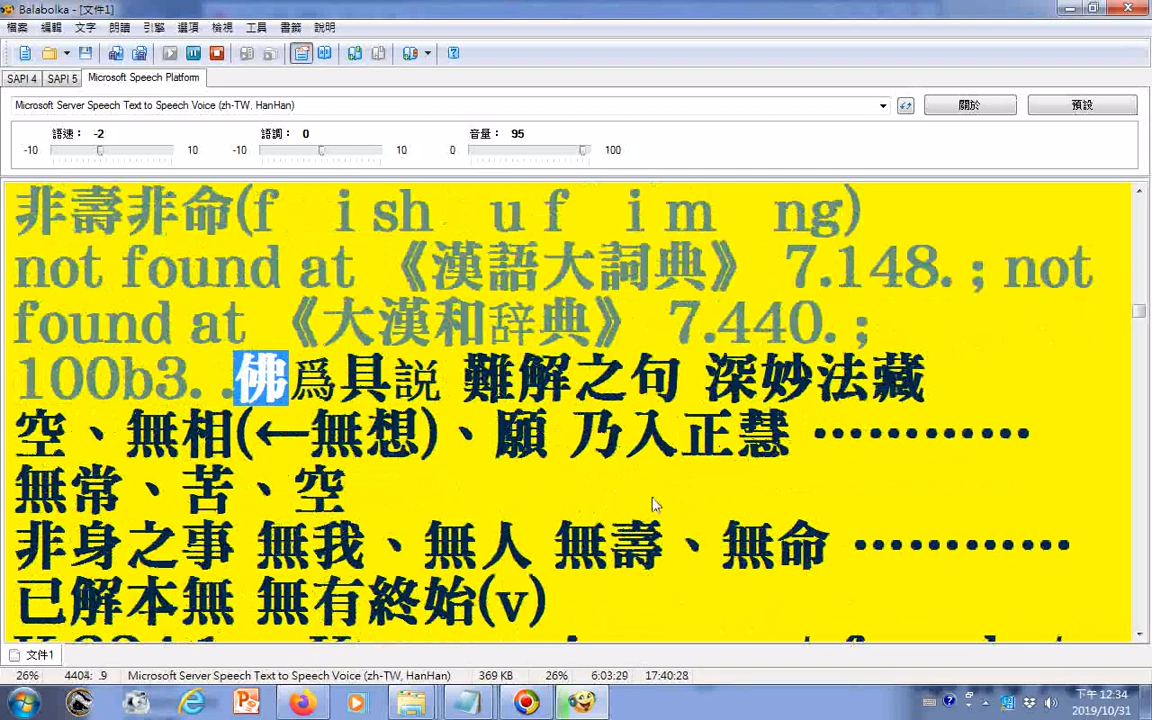 Balabolka - [文件1]
檔案 編輯 文字 朗讀 引擎 選項 檢視 工具 書籤 說明
SAPI 4 SAPI 5 Microsoft Speech Platform
Microsoft Server Speech Text to Speech Voice (zh-TW, HanHan) 關於 預設
語速： -2 語調： 0 音量： 95
-10 10 -10 10 0 100
非壽非命(f i sh u f i m ng)
not found at 《漢語大詞典》 7.148. ; not
found at 《大漢和辞典》 7.440. ;
100b3. .佛爲具説 難解之句 深妙法藏
空、無相(←無想)、願 乃入正慧 …………
無常、苦、空
非身之事 無我、無人 無壽、無命 …………
已解本無 無有終始(v)
文件1
26% 4404: .9 Microsoft Server Speech Text to Speech Voice (zh-TW, HanHan) 369 KB 26% 6:03:29 17:40:28
下午 12:34
2019/10/31